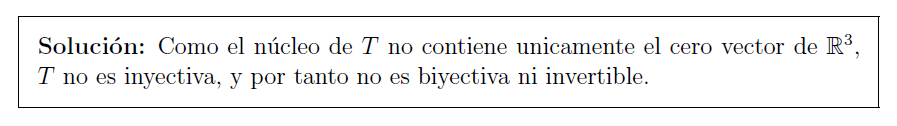 Solución: Como el núcleo de T no contiene unicamente el cero vector de ℝ³,
T no es inyectiva, y por tanto no es biyectiva ni invertible.